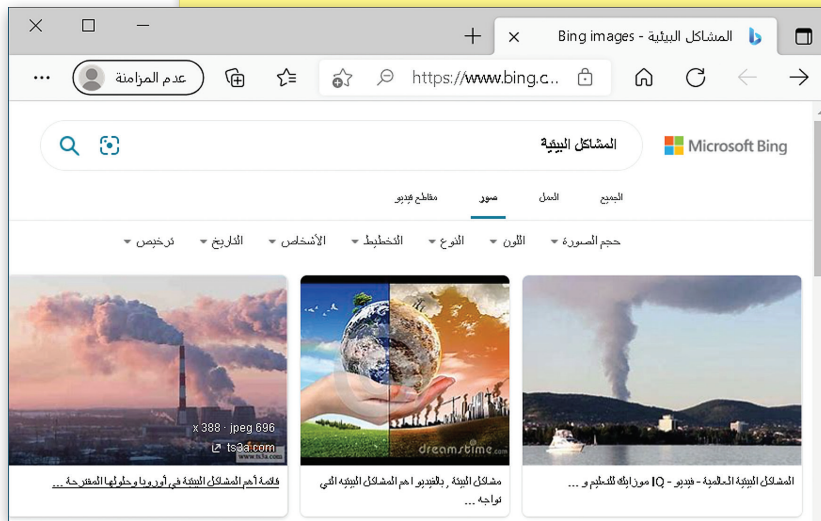 المشاكل البيئية - Bing images
https://www.bing.c...
عدم المزامنة
Microsoft Bing
المشاكل البيئية
الجميع
العمل
صور
مقاطع فيديو
حجم الصورة
اللون
النوع
التخطيط
الأشخاص
التاريخ
ترخيص
المشاكل البيئية العالمية - فيديو - IQ موزايك للتعليم و ...
dreamstime.com
مشاكل البيئة , بالفيديو اهم المشاكل البيئيه التي
تواجه ...
x 388 · jpeg 696
ts3a.com
قائمة أهم المشاكل البيئية في أوروبا وحلولها المقترحة ...